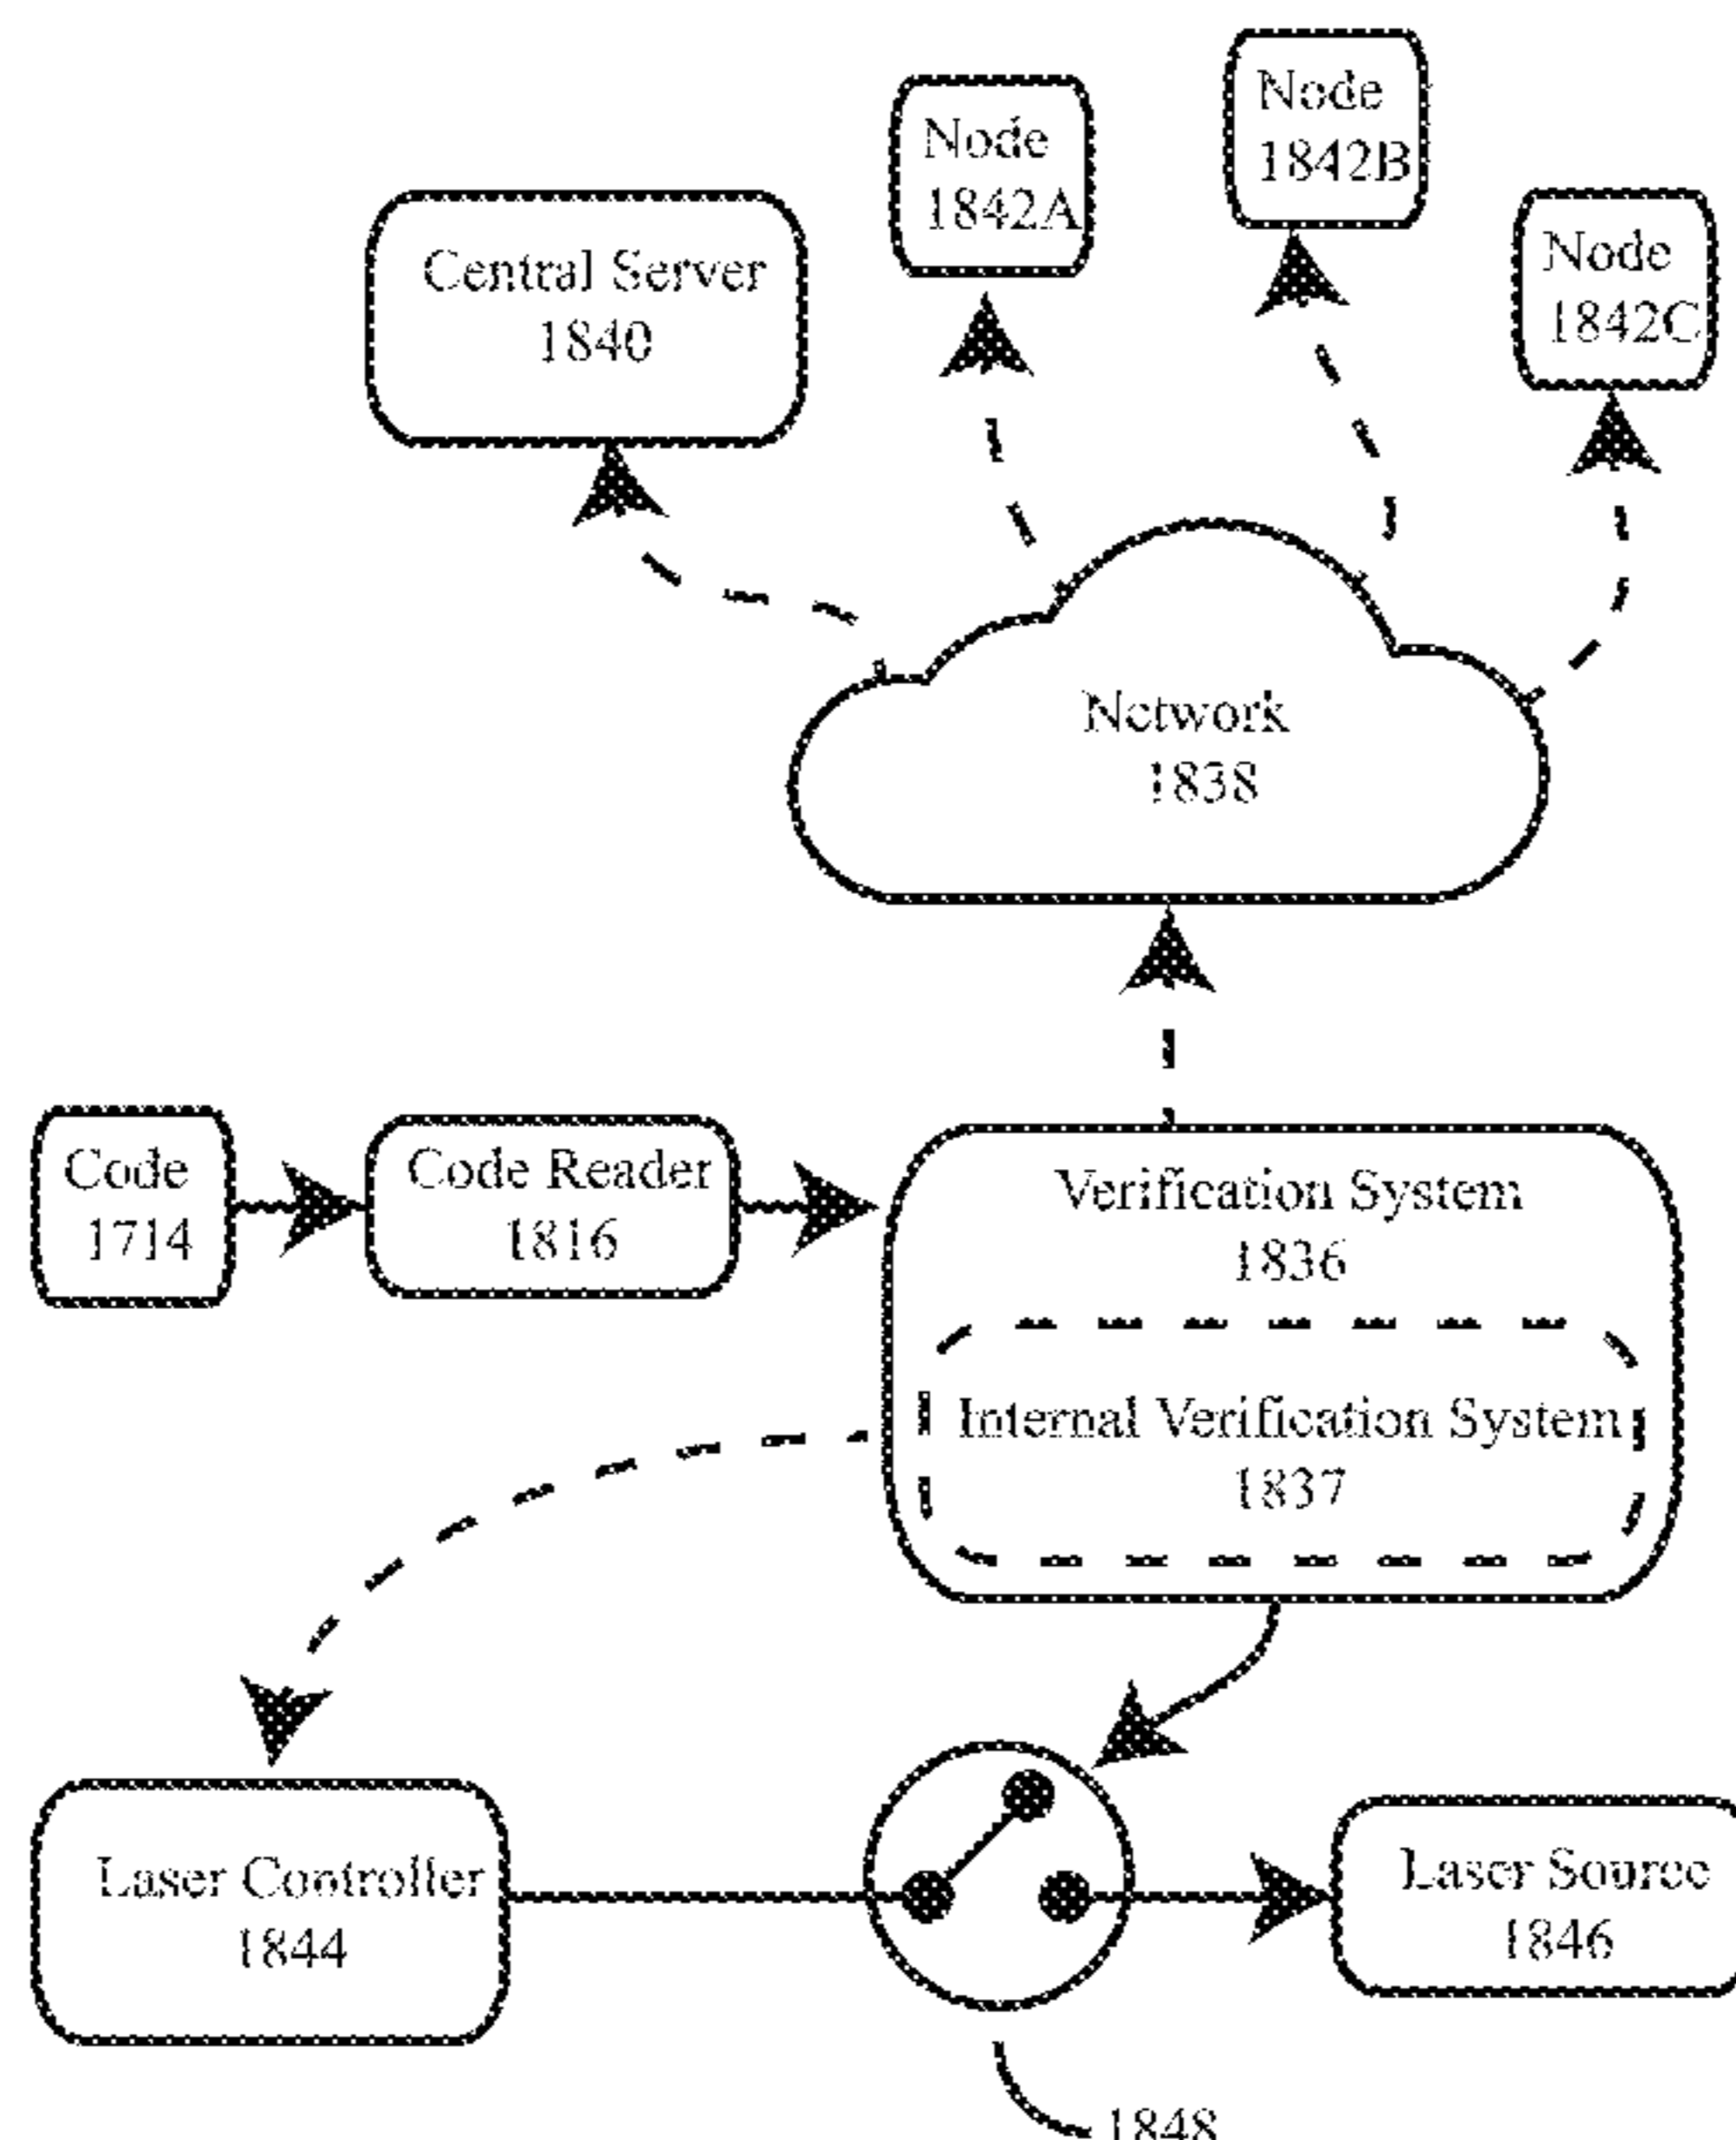 Node
1842B
Node
1842A
Node
1842C
Central Server
1840
Network
1838
Code
1714
Code Reader
1816
Verification System
1836
Internal Verification System
1837
Laser Controller
1844
Laser Source
1846
1848